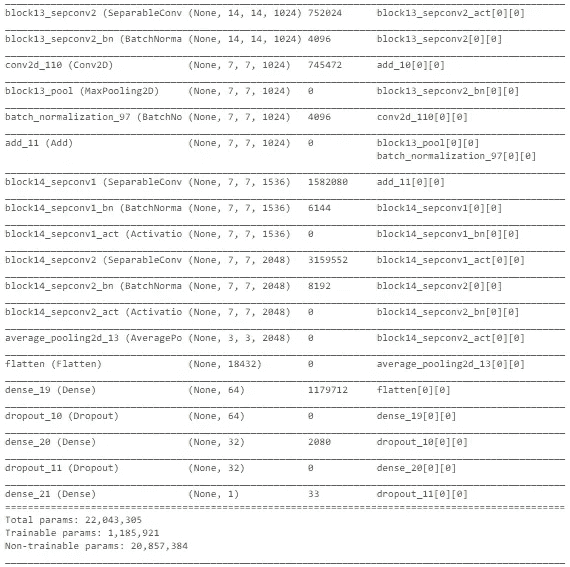 block13_sepconv2 (SeparableConv (None, 14, 14, 1024) 752024 block13_sepconv2_act[0][0]
block13_sepconv2_bn (BatchNorma (None, 14, 14, 1024) 4096 block13_sepconv2[0][0]
conv2d_110 (Conv2D) (None, 7, 7, 1024) 745472 add_10[0][0]
block13_pool (MaxPooling2D) (None, 7, 7, 1024) 0 block13_sepconv2_bn[0][0]
batch_normalization_97 (BatchNo (None, 7, 7, 1024) 4096 conv2d_110[0][0]
add_11 (Add) (None, 7, 7, 1024) 0 block13_pool[0][0]
batch_normalization_97[0][0]
block14_sepconv1 (SeparableConv (None, 7, 7, 1536) 1582080 add_11[0][0]
block14_sepconv1_bn (BatchNorma (None, 7, 7, 1536) 6144 block14_sepconv1[0][0]
block14_sepconv1_act (Activatio (None, 7, 7, 1536) 0 block14_sepconv1_bn[0][0]
block14_sepconv2 (SeparableConv (None, 7, 7, 2048) 3159552 block14_sepconv1_act[0][0]
block14_sepconv2_bn (BatchNorma (None, 7, 7, 2048) 8192 block14_sepconv2[0][0]
block14_sepconv2_act (Activatio (None, 7, 7, 2048) 0 block14_sepconv2_bn[0][0]
average_pooling2d_13 (AveragePo (None, 3, 3, 2048) 0 block14_sepconv2_act[0][0]
flatten (Flatten) (None, 18432) 0 average_pooling2d_13[0][0]
dense_19 (Dense) (None, 64) 1179712 flatten[0][0]
dropout_10 (Dropout) (None, 64) 0 dense_19[0][0]
dense_20 (Dense) (None, 32) 2080 dropout_10[0][0]
dropout_11 (Dropout) (None, 32) 0 dense_20[0][0]
dense_21 (Dense) (None, 1) 33 dropout_11[0][0]
Total params: 22,043,305
Trainable params: 1,185,921
Non-trainable params: 20,857,384